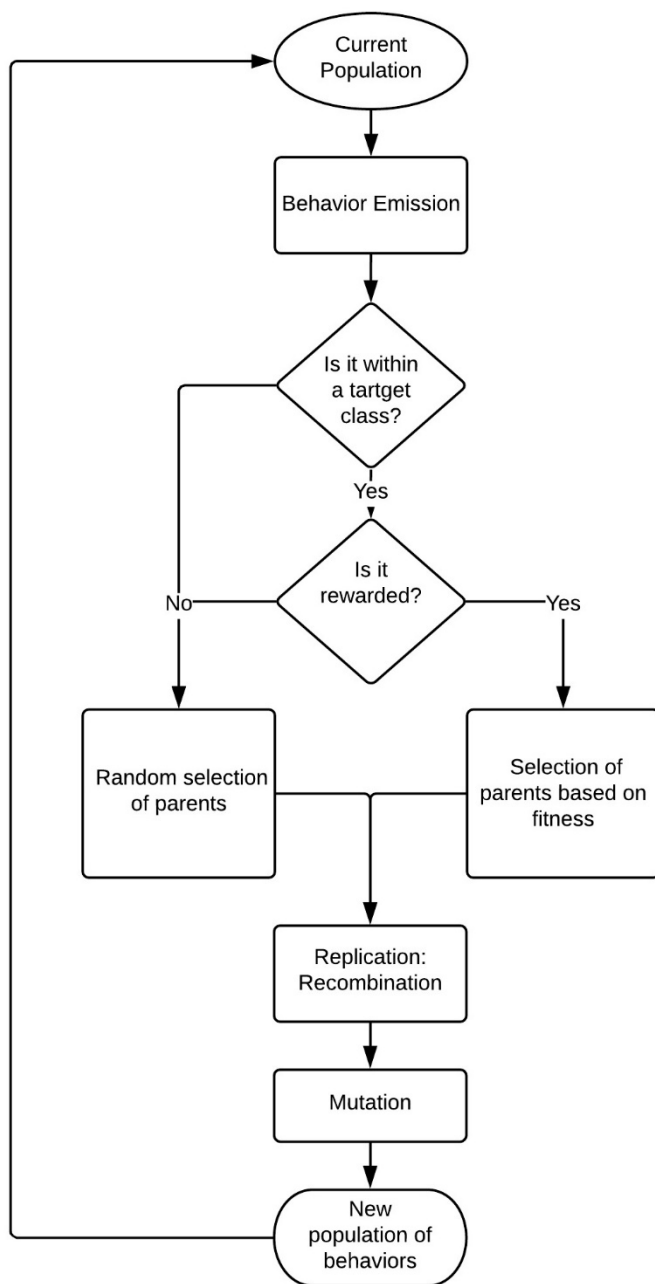 Current
Population
Behavior Emission
Is it within
a tartget
class?
Yes
Is it
rewarded?
No
Yes
Random selection
of parents
Selection of
parents based on
fitness
Replication:
Recombination
Mutation
New
population of
behaviors